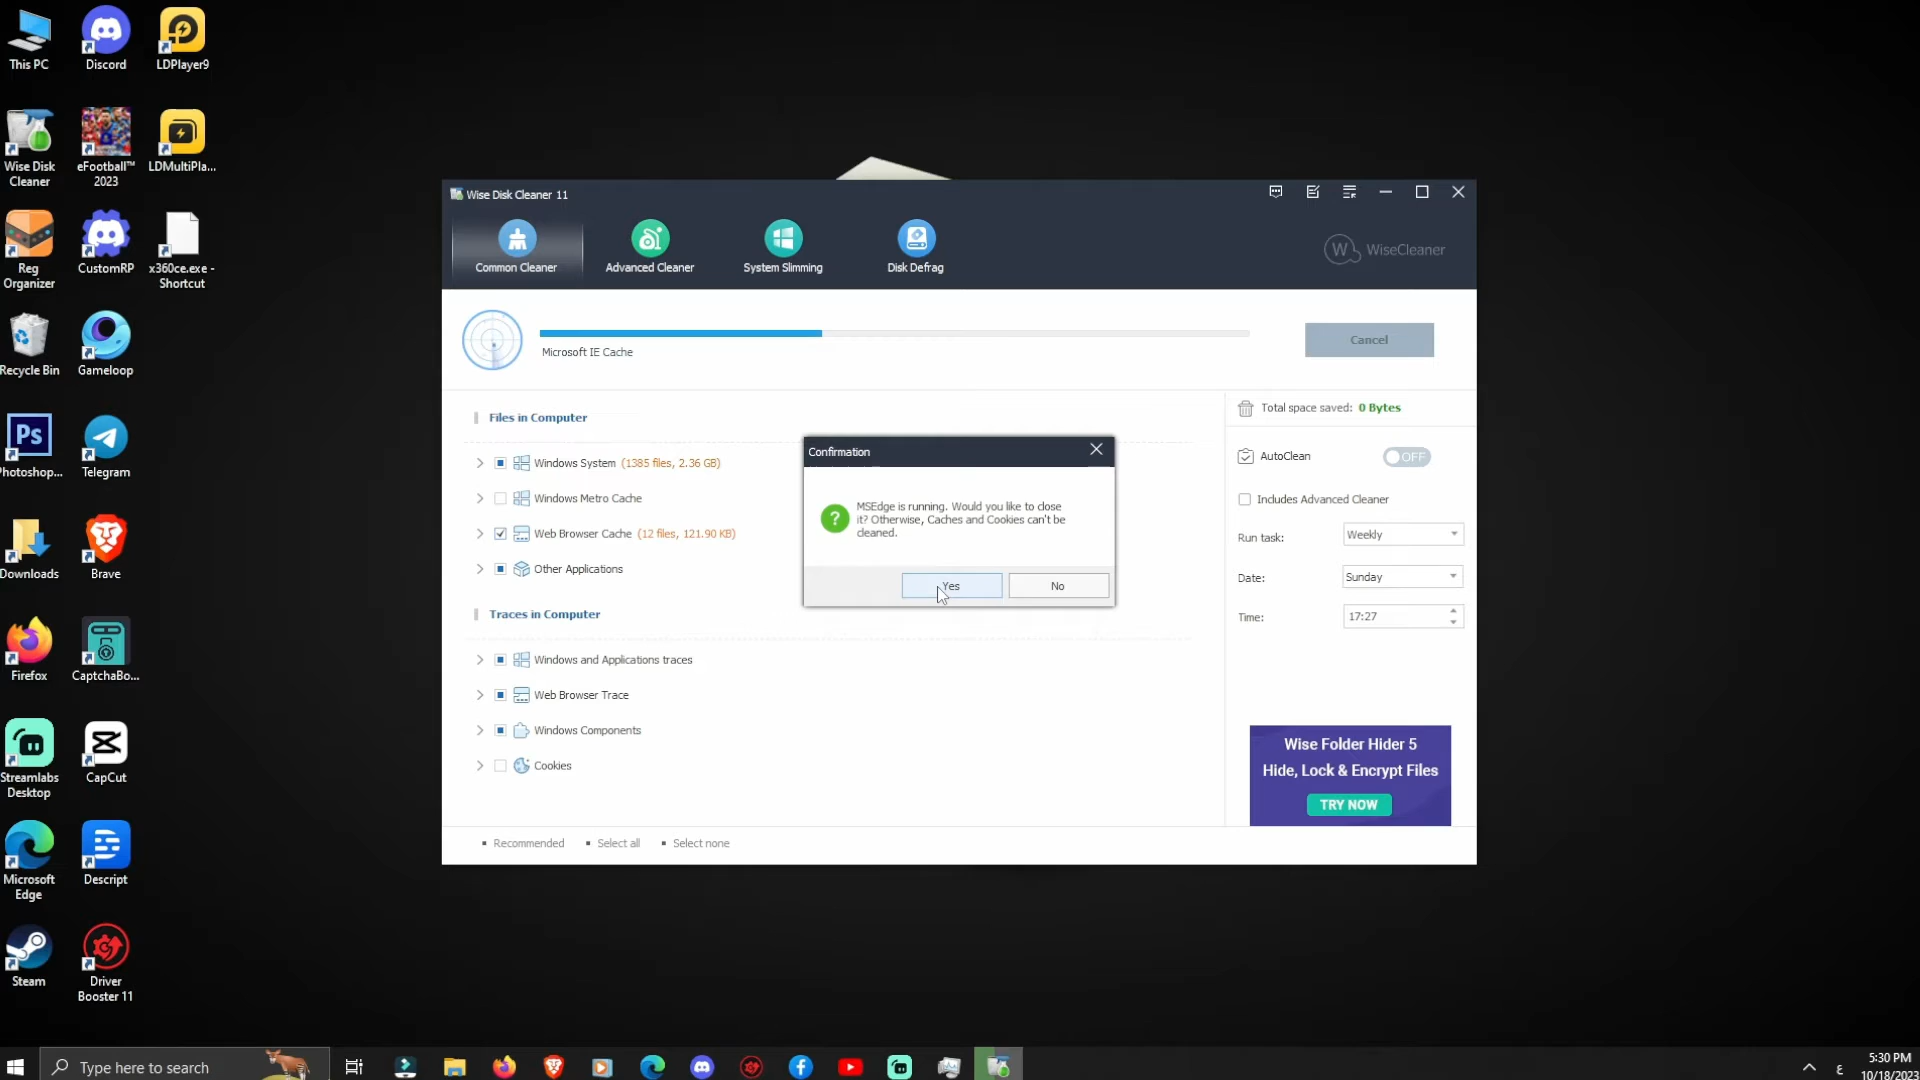 This PC
Discord
LDPlayer9
Wise Disk
Cleaner
eFootball™
2023
LDMultiPla...
Reg
Organizer
CustomRP
x360ce.exe -
Shortcut
Recycle Bin
Gameloop
Ps
Photoshop...
Telegram
Downloads
Brave
Firefox
CaptchaBo...
Streamlabs
Desktop
CapCut
Microsoft
Edge
Descript
Steam
Driver
Booster 11
Wise Disk Cleaner 11
Common Cleaner
Advanced Cleaner
System Slimming
Disk Defrag
W WiseCleaner
Microsoft IE Cache
Cancel
Files in Computer
Windows System (1385 files, 2.36 GB)
Windows Metro Cache
Web Browser Cache (12 files, 121.90 KB)
Other Applications
Traces in Computer
Windows and Applications traces
Web Browser Trace
Windows Components
Cookies
Recommended
Select all
Select none
Confirmation
MSEdge is running. Would you like to close
it? Otherwise, Caches and Cookies can't be
cleaned.
Yes
No
Total space saved: 0 Bytes
AutoClean
OFF
Includes Advanced Cleaner
Run task:
Weekly
Date:
Sunday
Time:
17:27
Wise Folder Hider 5
Hide, Lock & Encrypt Files
TRY NOW
Type here to search
ع
5:30 PM
10/18/2023